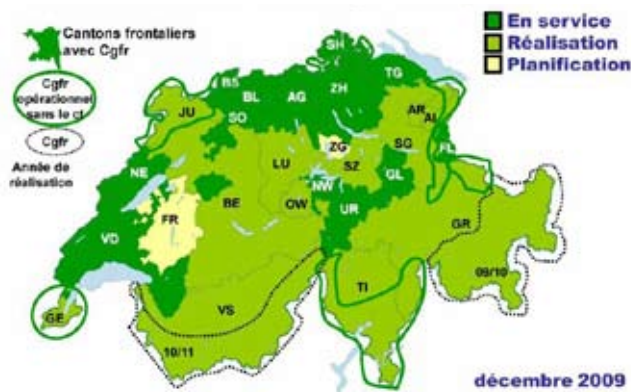 Cantons frontaliers
avec Cgfr
Cgfr
opérationnel
sans le ct
Cgfr
Année de
réalisation
En service
Réalisation
Planification
SH
BS
BL
AG
ZH
TG
JU
SO
AR
AI
ZG
SG
FL
LU
SZ
NE
NW
GL
OW
UR
FR
BE
GR
VD
TI
09/10
GE
VS
10/11
décembre 2009